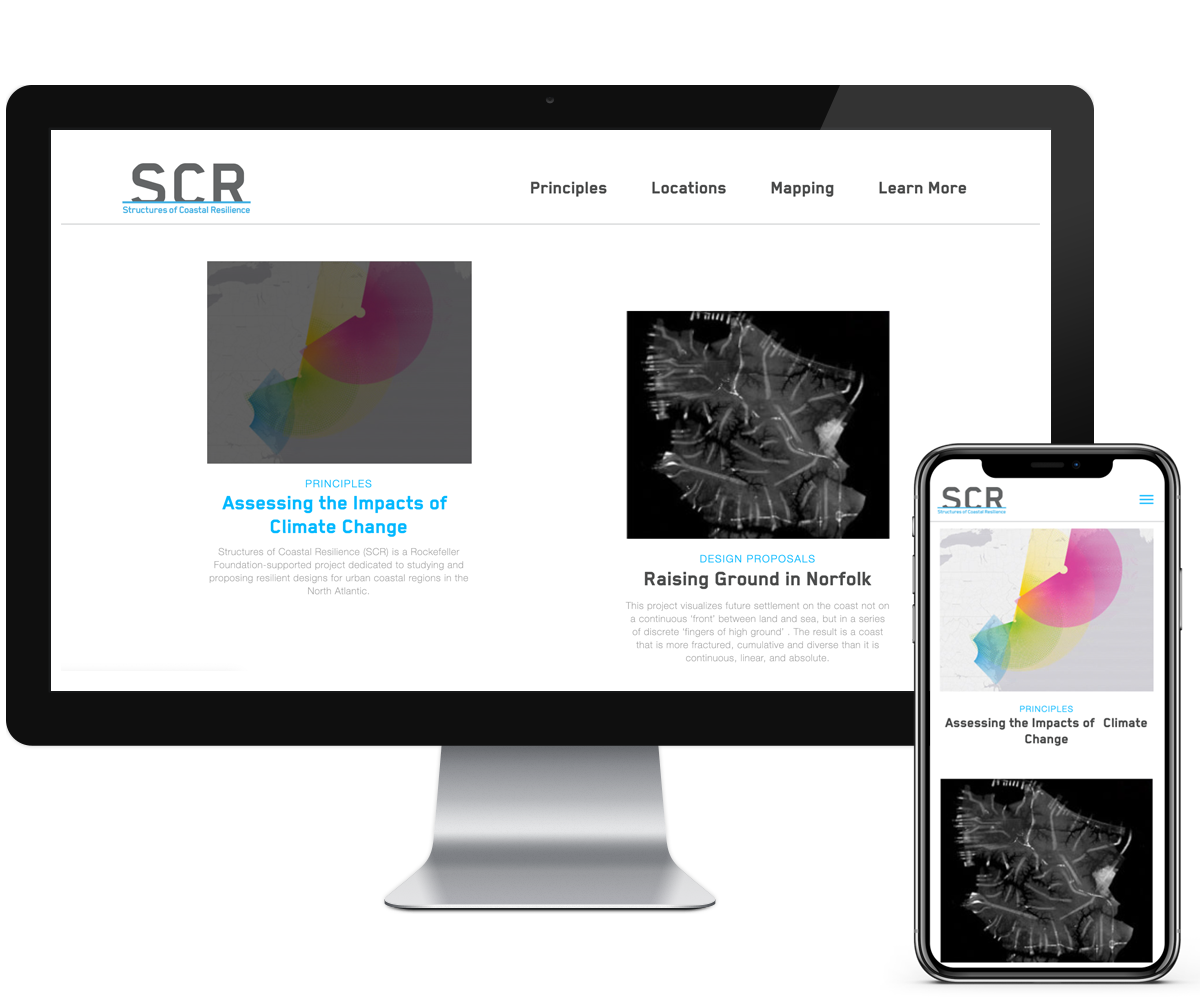 SCR
Structures of Coastal Resilience
Principles Locations Mapping Learn More
PRINCIPLES
Assessing the Impacts of
Climate Change
Structures of Coastal Resilience (SCR) is a Rockefeller
Foundation-supported project dedicated to studying and
proposing resilient designs for urban coastal regions in the
North Atlantic.
DESIGN PROPOSALS
Raising Ground in Norfolk
This project visualizes future settlement on the coast not on
a continuous ‘front’ between land and sea, but in a series
of discrete ‘fingers of high ground’ . The result is a coast
that is more fractured, cumulative and diverse than it is
continuous, linear, and absolute.
SCR
Structures of Coastal Resilience
PRINCIPLES
Assessing the Impacts of Climate
Change